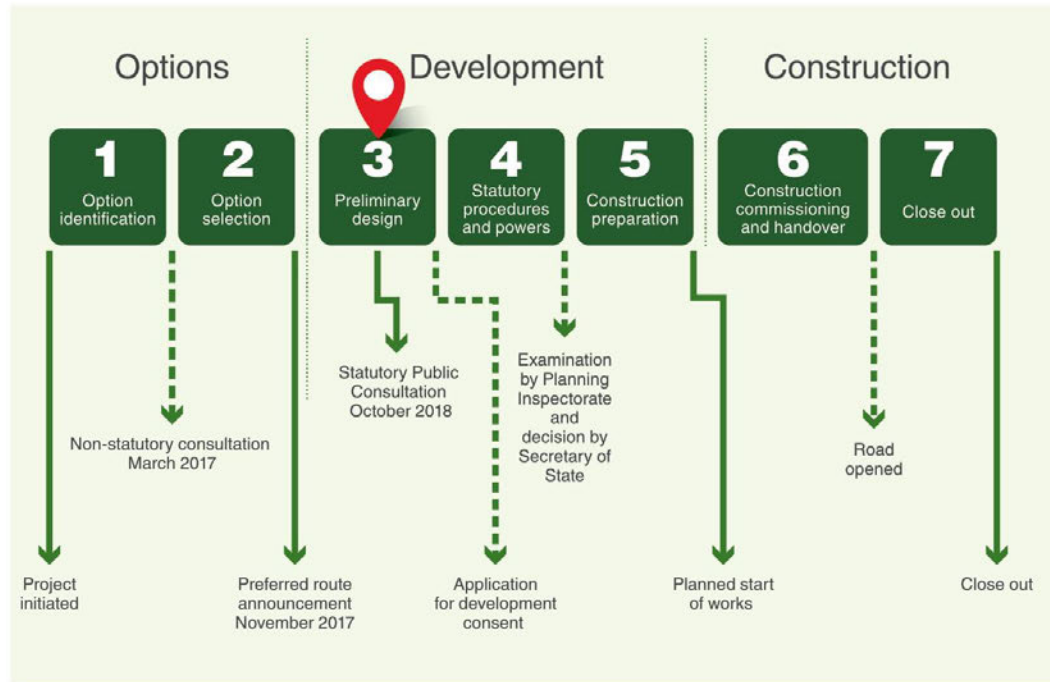 Options
Development
Construction
1
Option
identification
2
Option
selection
3
Preliminary
design
4
Statutory
procedures
and powers
5
Construction
preparation
6
Construction
commissioning
and handover
7
Close out
Statutory Public
Consultation
October 2018
Examination
by Planning
Inspectorate
and
decision by
Secretary of
State
Non-statutory consultation
March 2017
Road
opened
Project
initiated
Preferred route
announcement
November 2017
Application
for development
consent
Planned start
of works
Close out